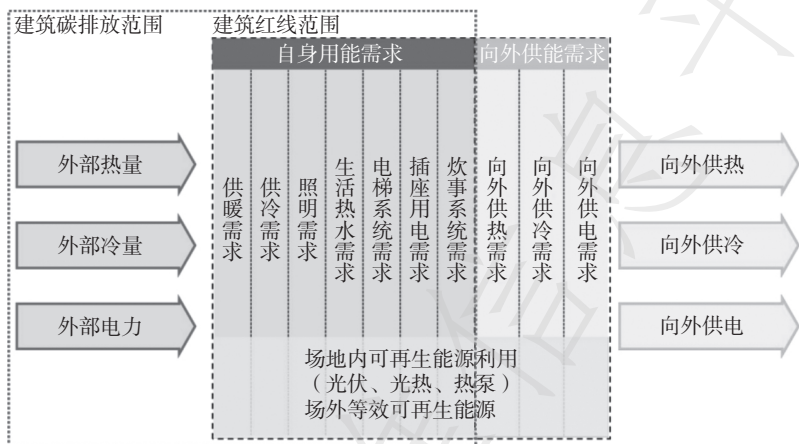 建筑碳排放范围
建筑红线范围
自身用能需求
向外供能需求
外部热量
外部冷量
外部电力
供暖需求
供冷需求
照明需求
生活热水需求
电梯系统需求
插座用电需求
炊事系统需求
向外供热需求
向外供冷需求
向外供电需求
向外供热
向外供冷
向外供电
场地内可再生能源利用
（光伏、光热、热泵）
场外等效可再生能源